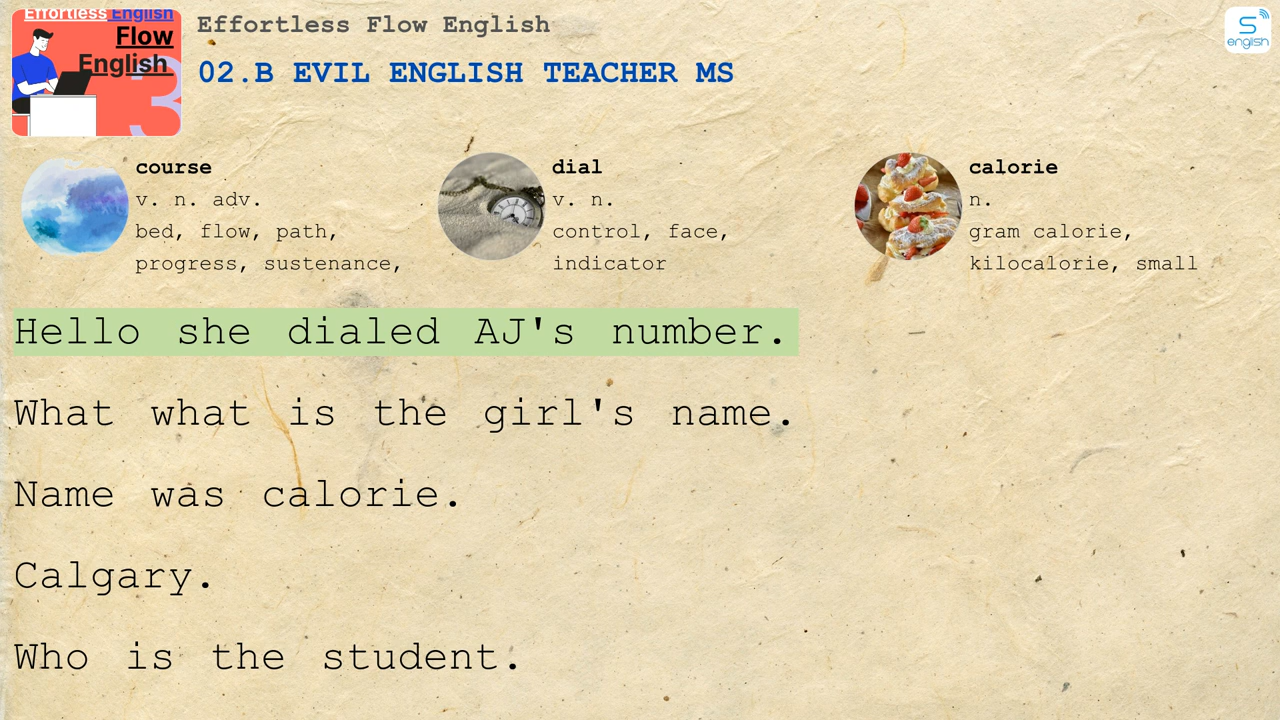 Effortless English
Flow
English
3
Effortless Flow English
02.B EVIL ENGLISH TEACHER MS
S
english
course
v. n. adv.
bed, flow, path,
progress, sustenance,
dial
v. n.
control, face,
indicator
calorie
n.
gram calorie,
kilocalorie, small
Hello she dialed AJ's number.
What what is the girl's name.
Name was calorie.
Calgary.
Who is the student.